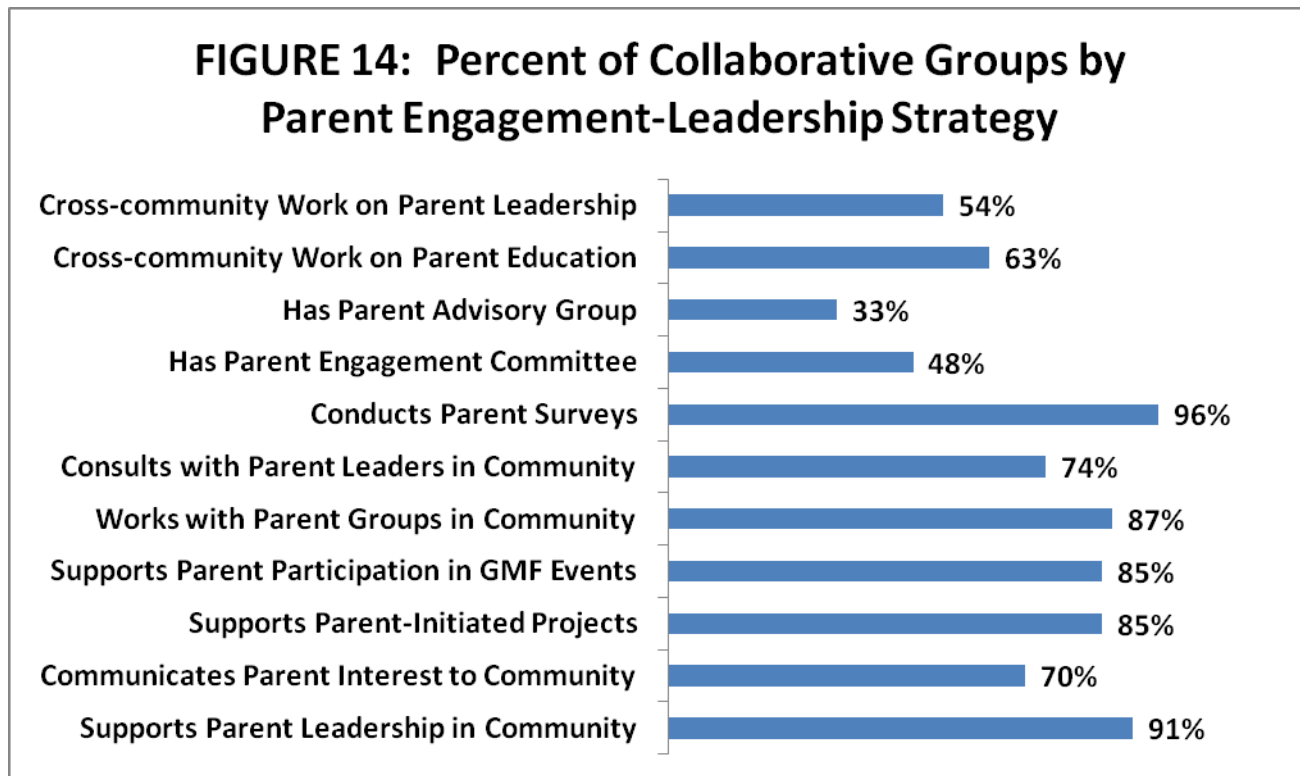 FIGURE 14:  Percent of Collaborative Groups by
Parent Engagement-Leadership Strategy
Cross-community Work on Parent Leadership 54%
Cross-community Work on Parent Education 63%
Has Parent Advisory Group 33%
Has Parent Engagement Committee 48%
Conducts Parent Surveys 96%
Consults with Parent Leaders in Community 74%
Works with Parent Groups in Community 87%
Supports Parent Participation in GMF Events 85%
Supports Parent-Initiated Projects 85%
Communicates Parent Interest to Community 70%
Supports Parent Leadership in Community 91%